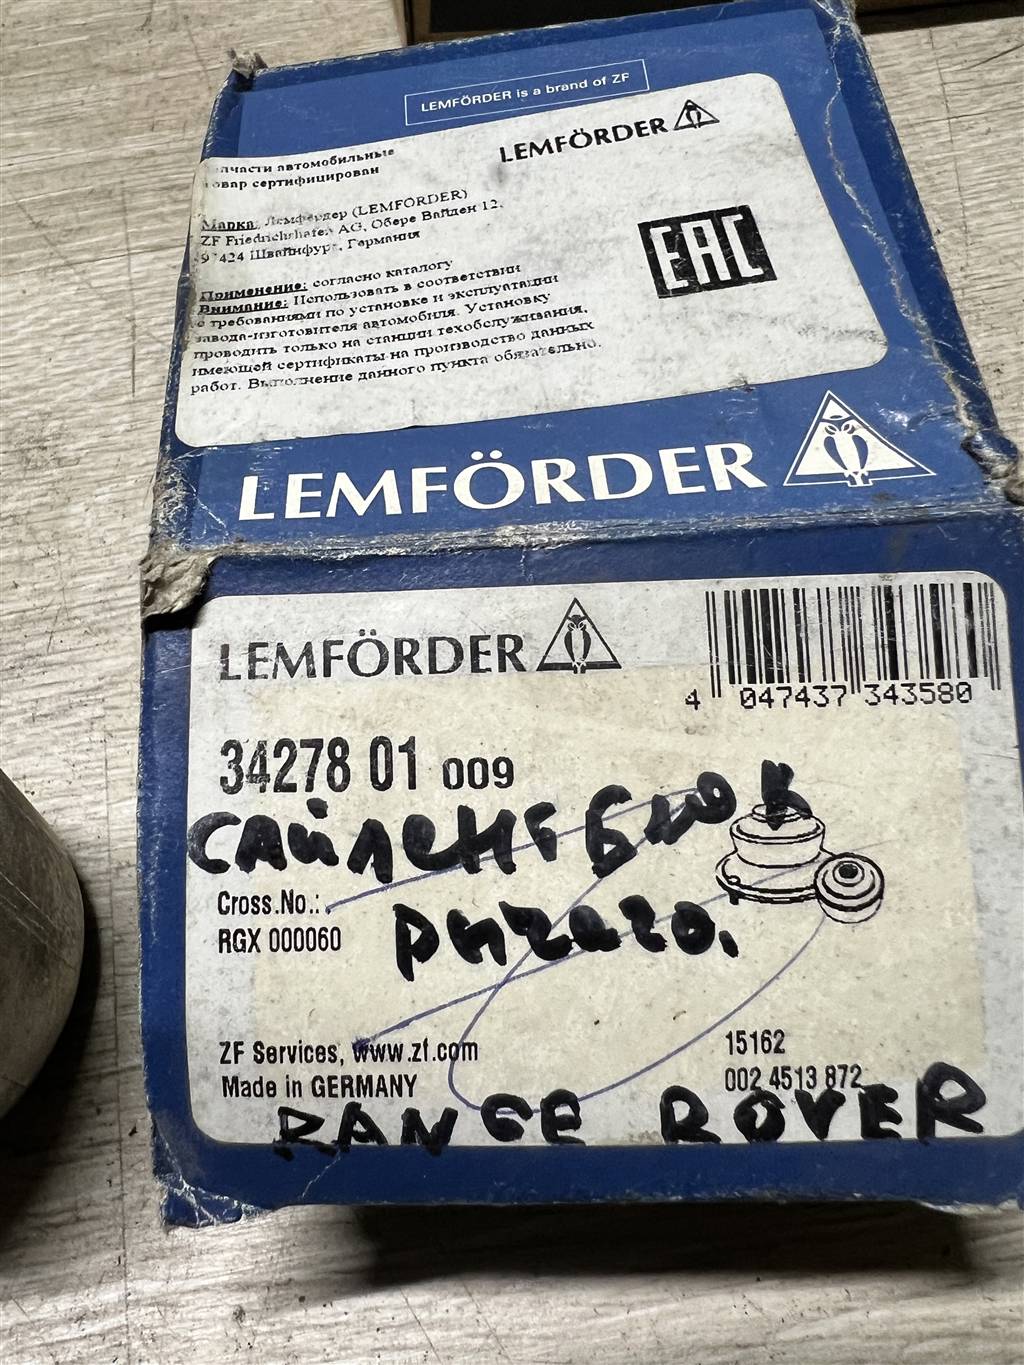 LEMFÖRDER is a brand of ZF
LEMFÖRDER
пчасти автомобильные
овар сертифицирован
Марка: Лемфердер (LEMFORDER)
ZF Friedrichshafen AG, Обере Вайден 12,
97424 Швайнфурт, Германия
EAC
Применение: согласно каталогу
Внимание: Использовать в соответствии
с требованиями по установке и эксплуатации
завода-изготовителя автомобиля. Установку
проводить только на станции техобслуживания,
имеющей сертификаты на производство данных
работ. Выполнение данного пункта обязательно.
LEMFÖRDER
LEMFÖRDER
4 047437 343580
34278 01 009
сайлентблок
Cross.No.:
RGX 000060
рычага.
ZF Services, www.zf.com
Made in GERMANY
15162
002 4513 872
RANGE ROVER